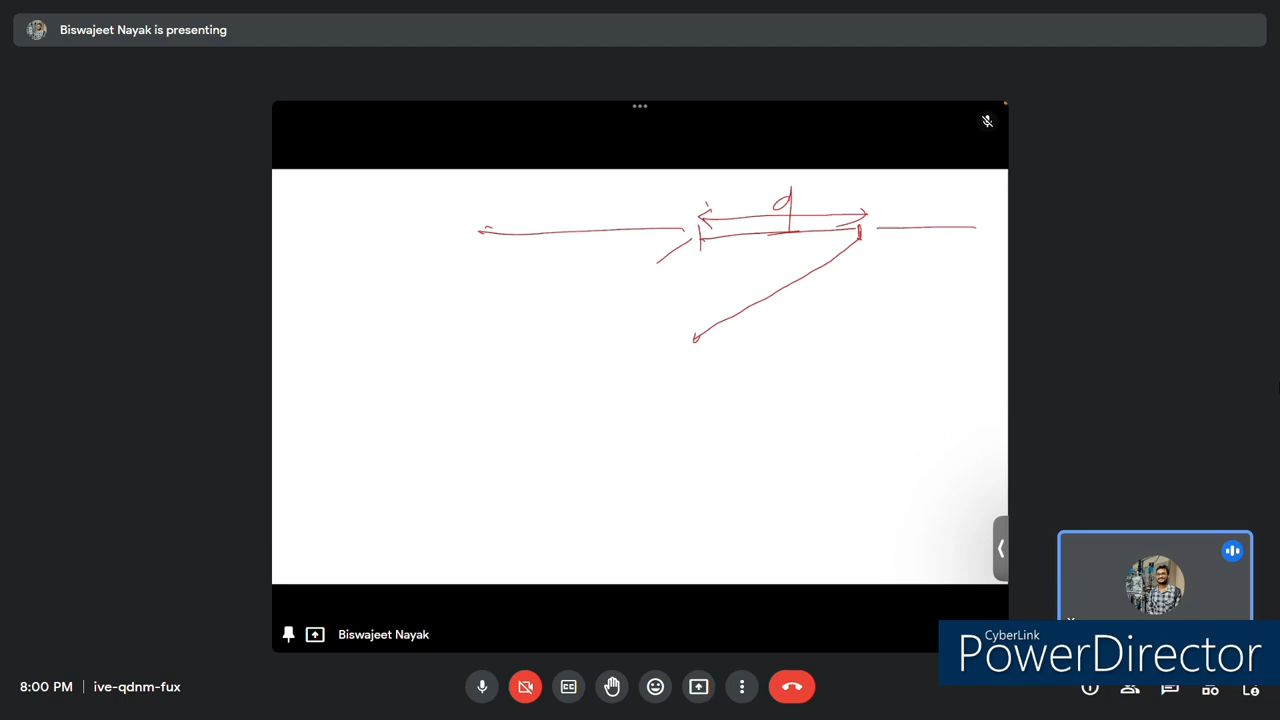 Biswajeet Nayak is presenting
d
Biswajeet Nayak
CyberLink
PowerDirector
8:00 PM | ive-qdnm-fux